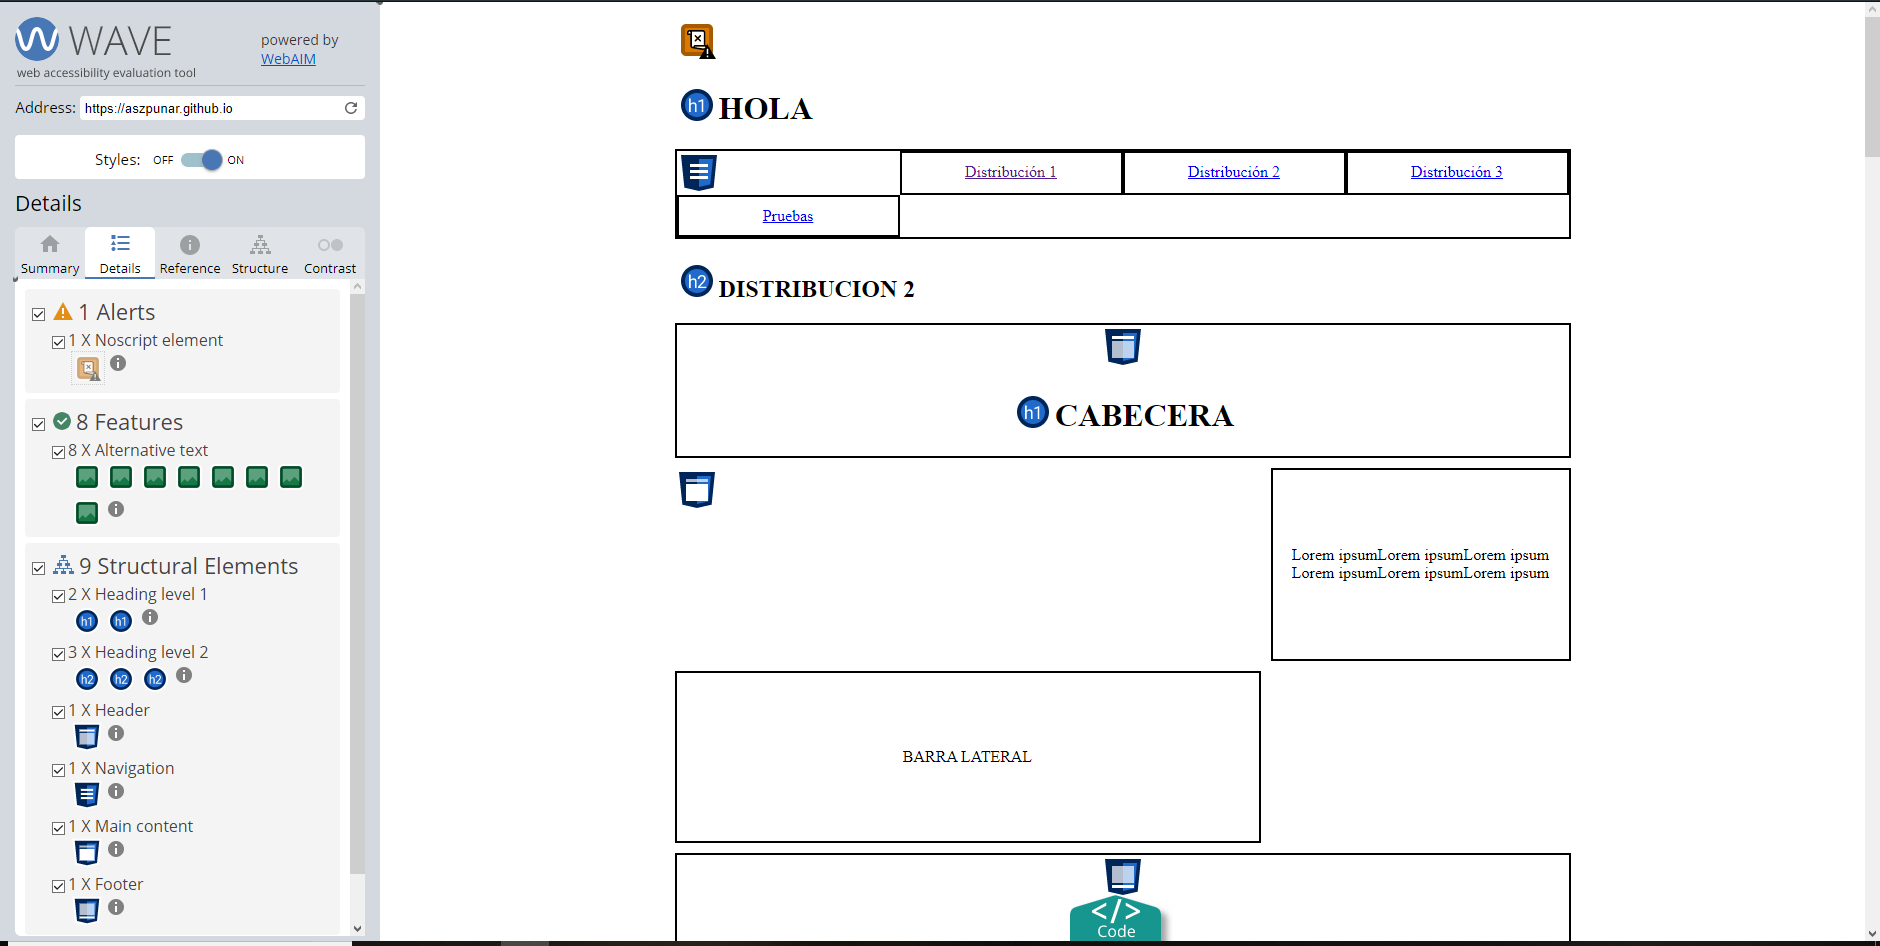 WAVE
powered by
WebAIM
web accessibility evaluation tool
Address: https://aszpunar.github.io
Styles: OFF ON
Details
Summary Details Reference Structure Contrast
1 Alerts
1 X Noscript element
8 Features
8 X Alternative text
9 Structural Elements
2 X Heading level 1
h1 h1
3 X Heading level 2
h2 h2 h2
1 X Header
1 X Navigation
1 X Main content
1 X Footer
h1 HOLA
Distribución 1 Distribución 2 Distribución 3
Pruebas
h2 DISTRIBUCION 2
h1 CABECERA
Lorem ipsumLorem ipsumLorem ipsum
Lorem ipsumLorem ipsumLorem ipsum
BARRA LATERAL
</>
Code